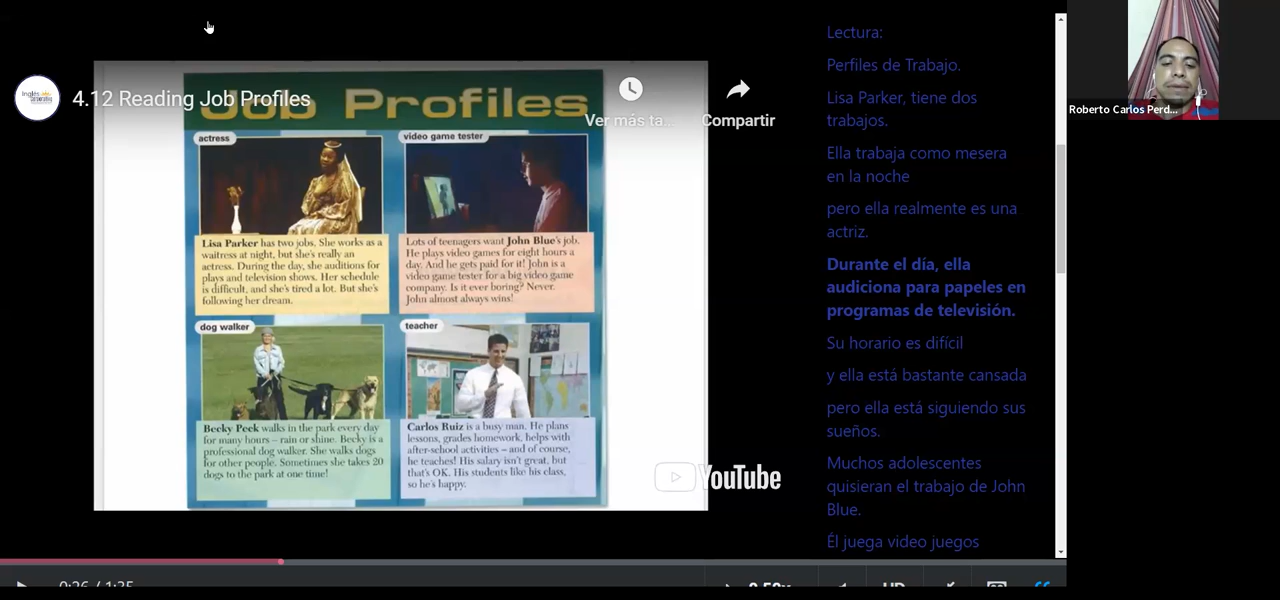 4.12 Reading Job Profiles
Job Profiles
Ver más ta...
Compartir
actress
Lisa Parker has two jobs. She works as a
waitress at night, but she's really an
actress. During the day, she auditions for
plays and television shows. Her schedule
is difficult, and she's tired a lot. But she's
following her dream.
video game tester
Lots of teenagers want John Blue's job.
He plays video games for eight hours a
day. And he gets paid for it! John is a
video game tester for a big video game
company. Is it ever boring? Never.
John almost always wins!
dog walker
Becky Peek walks in the park every day
for many hours – rain or shine. Becky is a
professional dog walker. She walks dogs
for other people. Sometimes she takes 20
dogs to the park at one time!
teacher
Carlos Ruiz is a busy man. He plans
lessons, grades homework, helps with
after-school activities – and of course,
he teaches! His salary isn't great, but
that's OK. His students like his class,
so he's happy.
YouTube
0:26 / 1:35
HD
Lectura:
Perfiles de Trabajo.
Lisa Parker, tiene dos
trabajos.
Ella trabaja como mesera
en la noche
pero ella realmente es una
actriz.
Durante el día, ella
audiciona para papeles en
programas de televisión.
Su horario es difícil
y ella está bastante cansada
pero ella está siguiendo sus
sueños.
Muchos adolescentes
quisieran el trabajo de John
Blue.
Él juega video juegos
Roberto Carlos Perd...